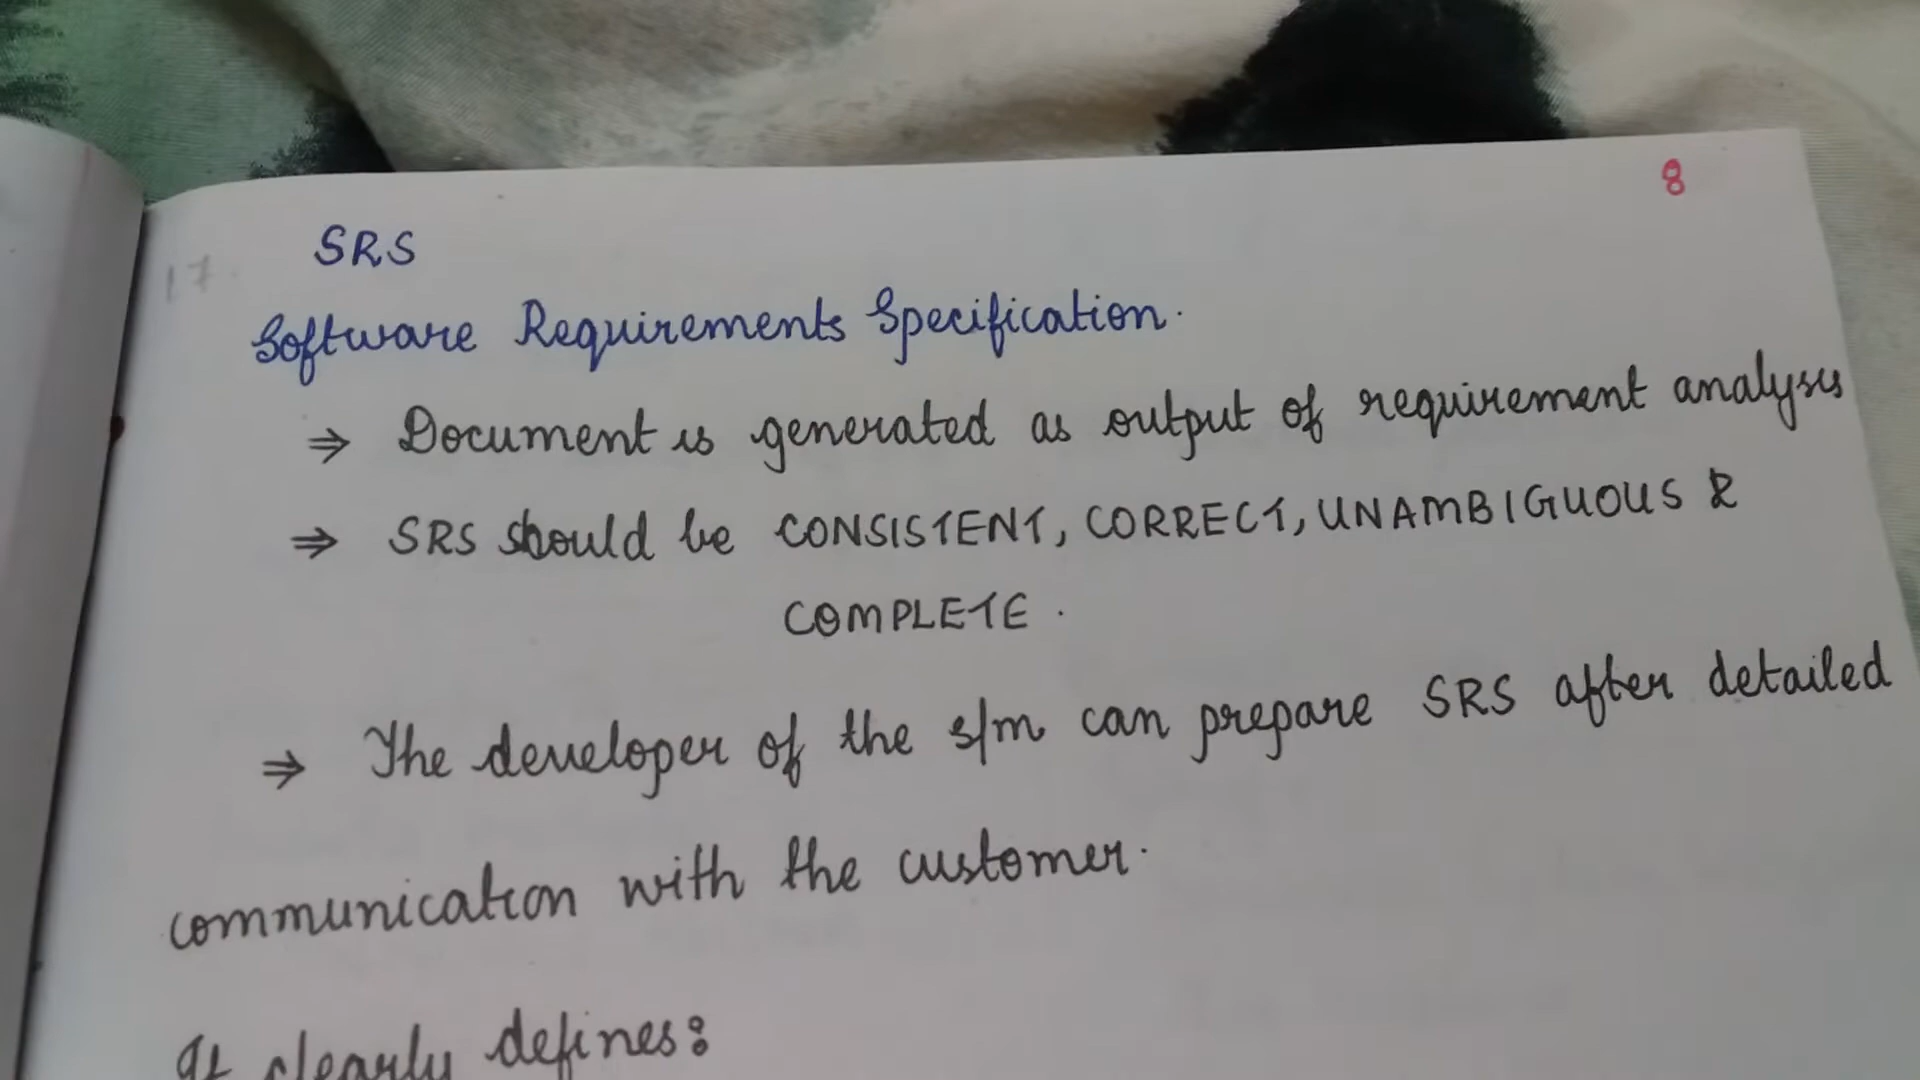 8
17.
SRS
Software Requirements Specification.
⇒ Document is generated as output of requirement analysis
⇒ SRS should be CONSISTENT, CORRECT, UNAMBIGUOUS &
COMPLETE.
⇒ The developer of the s/m can prepare SRS after detailed
communication with the customer.
It clearly defines: